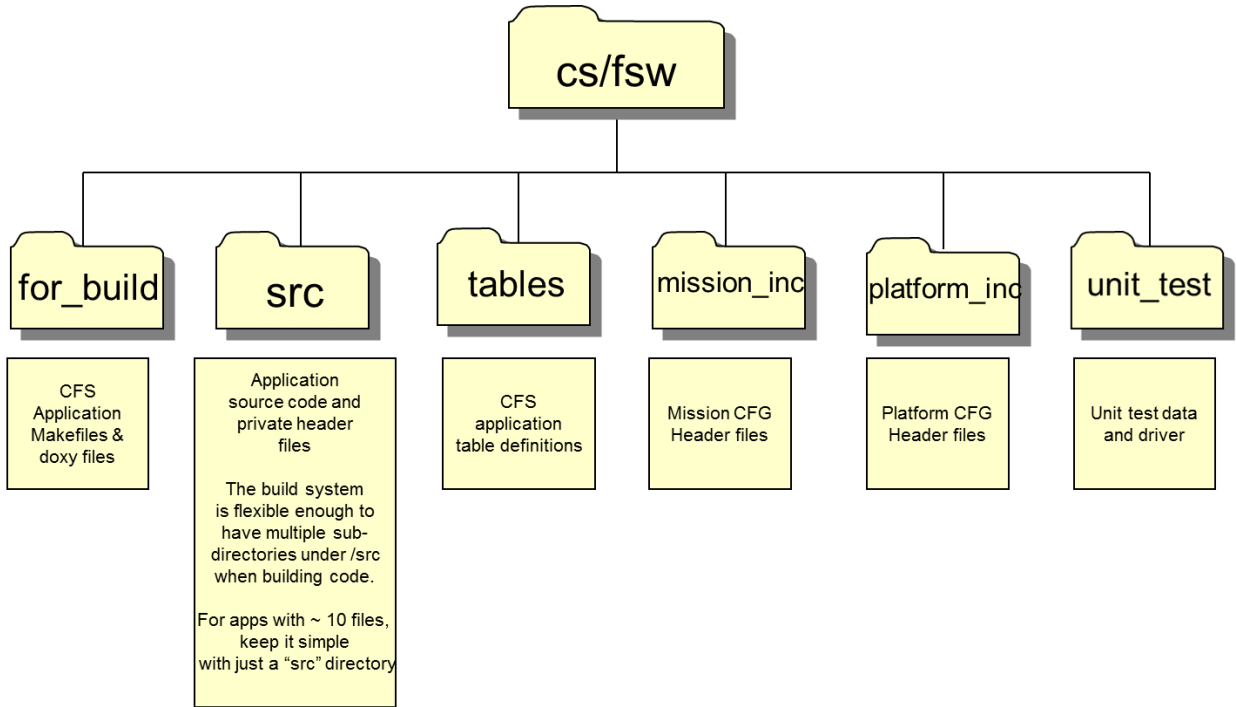 cs/fsw
for_build
src
tables
mission_inc
platform_inc
unit_test
CFS
Application
Makefiles &
doxy files
Application
source code and
private header
files
The build system
is flexible enough to
have multiple sub-
directories under /src
when building code.
For apps with ~ 10 files,
keep it simple
with just a “src” directory
CFS
application
table definitions
Mission CFG
Header files
Platform CFG
Header files
Unit test data
and driver